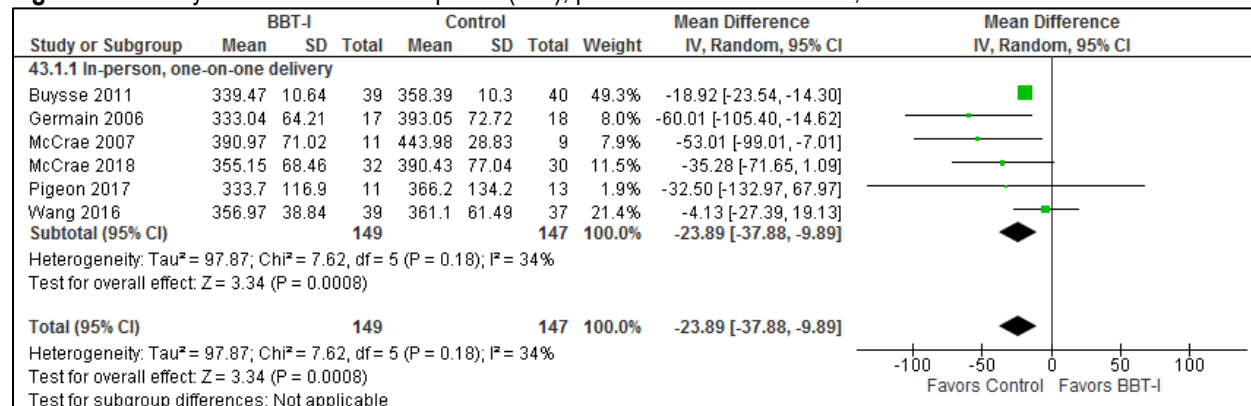 BBT-I Control Mean Difference Mean Difference
Study or Subgroup Mean SD Total Mean SD Total Weight IV, Random, 95% CI IV, Random, 95% CI
43.1.1 In-person, one-on-one delivery
Buysse 2011 339.47 10.64 39 358.39 10.3 40 49.3% -18.92 [-23.54, -14.30]
Germain 2006 333.04 64.21 17 393.05 72.72 18 8.0% -60.01 [-105.40, -14.62]
McCrae 2007 390.97 71.02 11 443.98 28.83 9 7.9% -53.01 [-99.01, -7.01]
McCrae 2018 355.15 68.46 32 390.43 77.04 30 11.5% -35.28 [-71.65, 1.09]
Pigeon 2017 333.7 116.9 11 366.2 134.2 13 1.9% -32.50 [-132.97, 67.97]
Wang 2016 356.97 38.84 39 361.1 61.49 37 21.4% -4.13 [-27.39, 19.13]
Subtotal (95% CI) 149 147 100.0% -23.89 [-37.88, -9.89]
Heterogeneity: Tau² = 97.87; Chi² = 7.62, df = 5 (P = 0.18); I² = 34%
Test for overall effect: Z = 3.34 (P = 0.0008)
Total (95% CI) 149 147 100.0% -23.89 [-37.88, -9.89]
Heterogeneity: Tau² = 97.87; Chi² = 7.62, df = 5 (P = 0.18); I² = 34%
Test for overall effect: Z = 3.34 (P = 0.0008)
Test for subgroup differences: Not applicable
-100 -50 0 50 100
Favors Control Favors BBT-I